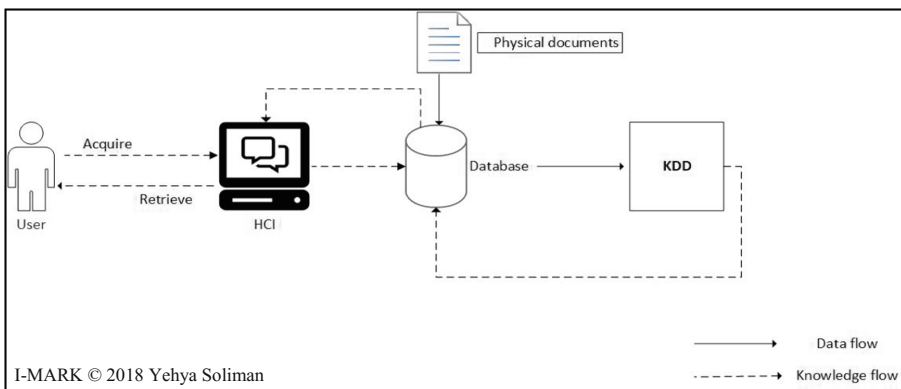 Physical documents
Acquire
Database
KDD
Retrieve
User
HCI
Data flow
I-MARK © 2018 Yehya Soliman
Knowledge flow